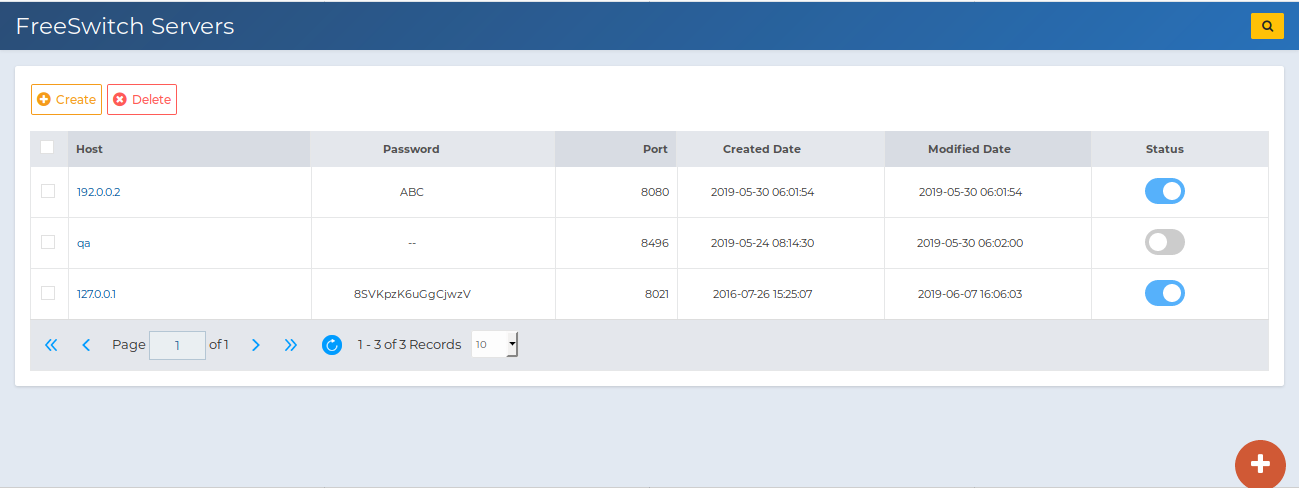 FreeSwitch Servers
Create Delete
Host Password Port Created Date Modified Date Status
192.0.0.2 ABC 8080 2019-05-30 06:01:54 2019-05-30 06:01:54
qa -- 8496 2019-05-24 08:14:30 2019-05-30 06:02:00
127.0.0.1 8SVKpzK6uGgCjwzV 8021 2016-07-26 15:25:07 2019-06-07 16:06:03
Page 1 of 1 1 - 3 of 3 Records 10